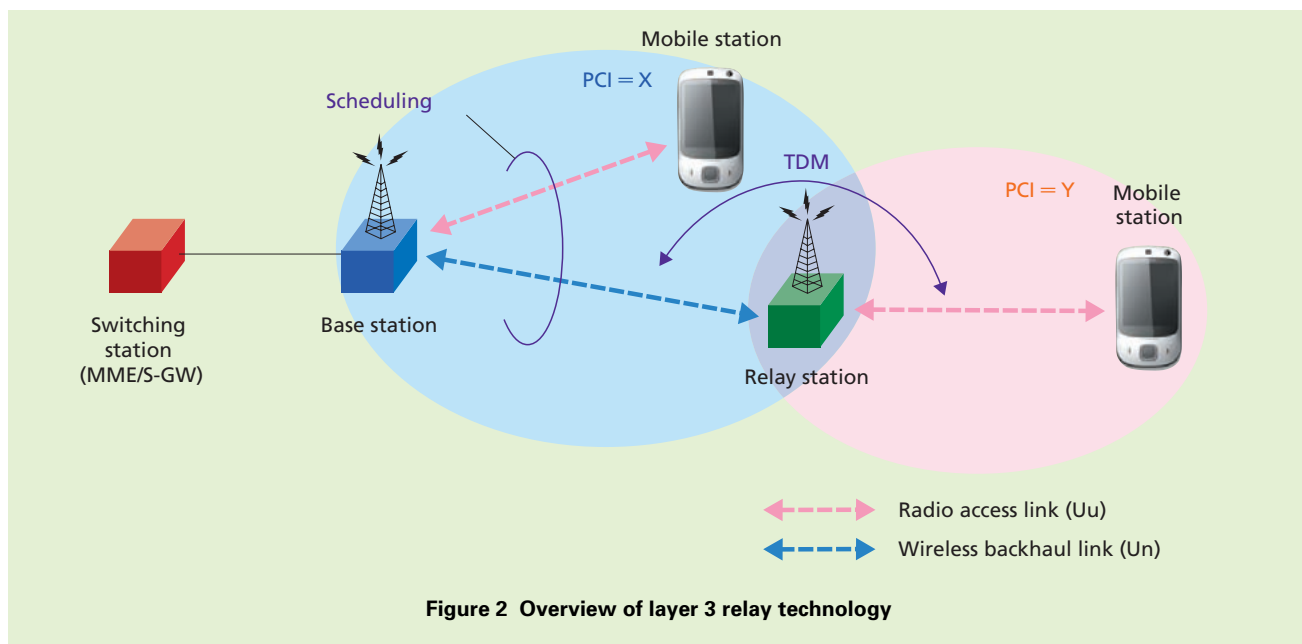 Mobile station
PCI = X
Scheduling
TDM
PCI = Y
Mobile
station
Switching
station
(MME/S-GW)
Base station
Relay station
Radio access link (Uu)
Wireless backhaul link (Un)
Figure 2 Overview of layer 3 relay technology